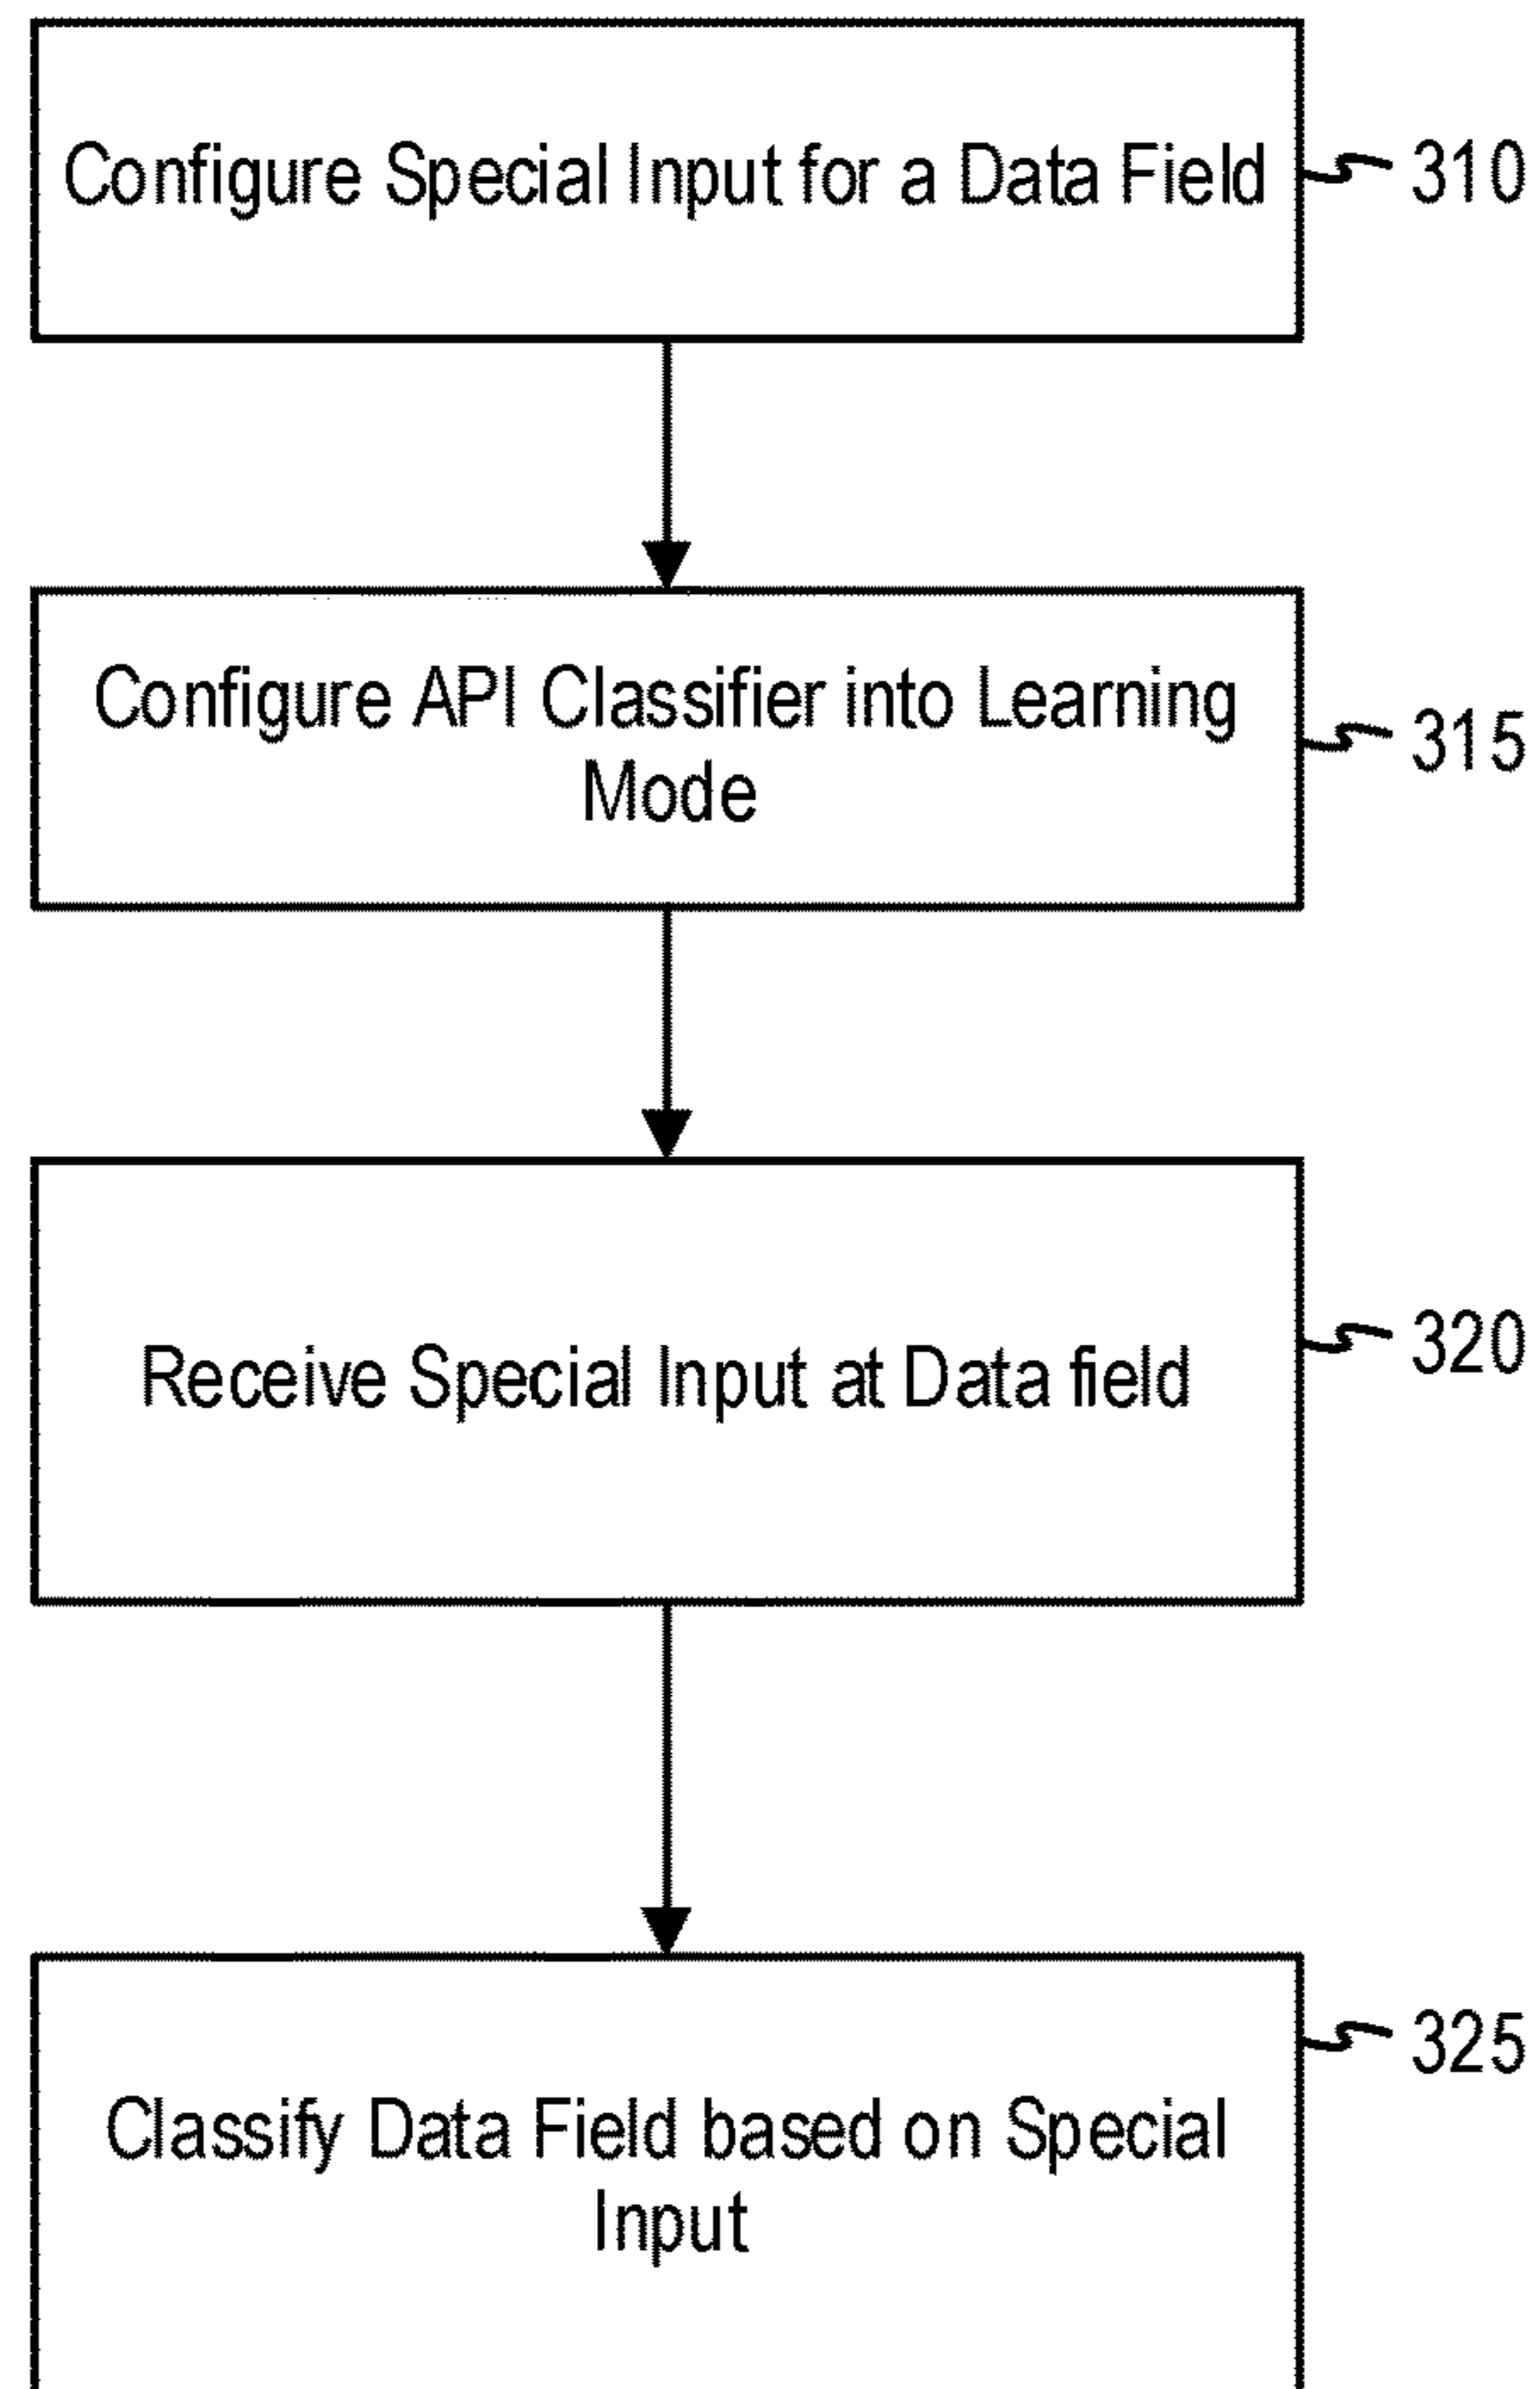 Configure Special Input for a Data Field
310
Configure API Classifier into Learning
Mode
315
Receive Special Input at Data field
320
325
Classify Data Field based on Special
Input